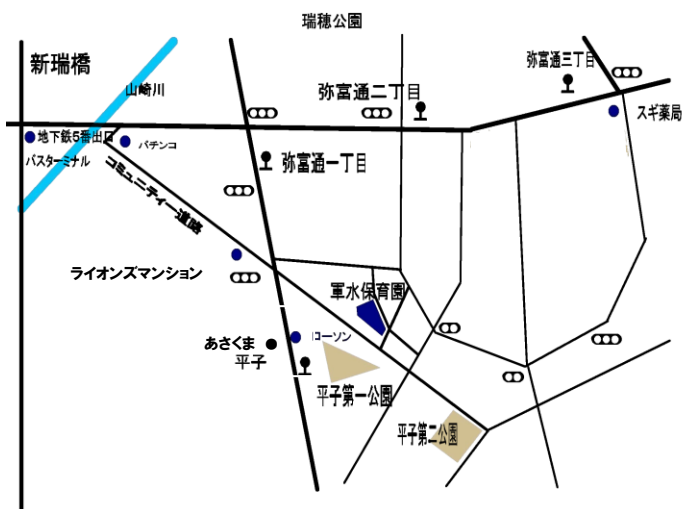 瑞穂公園
新瑞橋
山崎川
弥富通二丁目
弥富通三丁目
スギ薬局
地下鉄5番出口
バスターミナル
パチンコ
弥富通一丁目
コミュニティー道路
ライオンズマンション
軍水保育園
ローソン
あさくま
平子
平子第一公園
平子第二公園